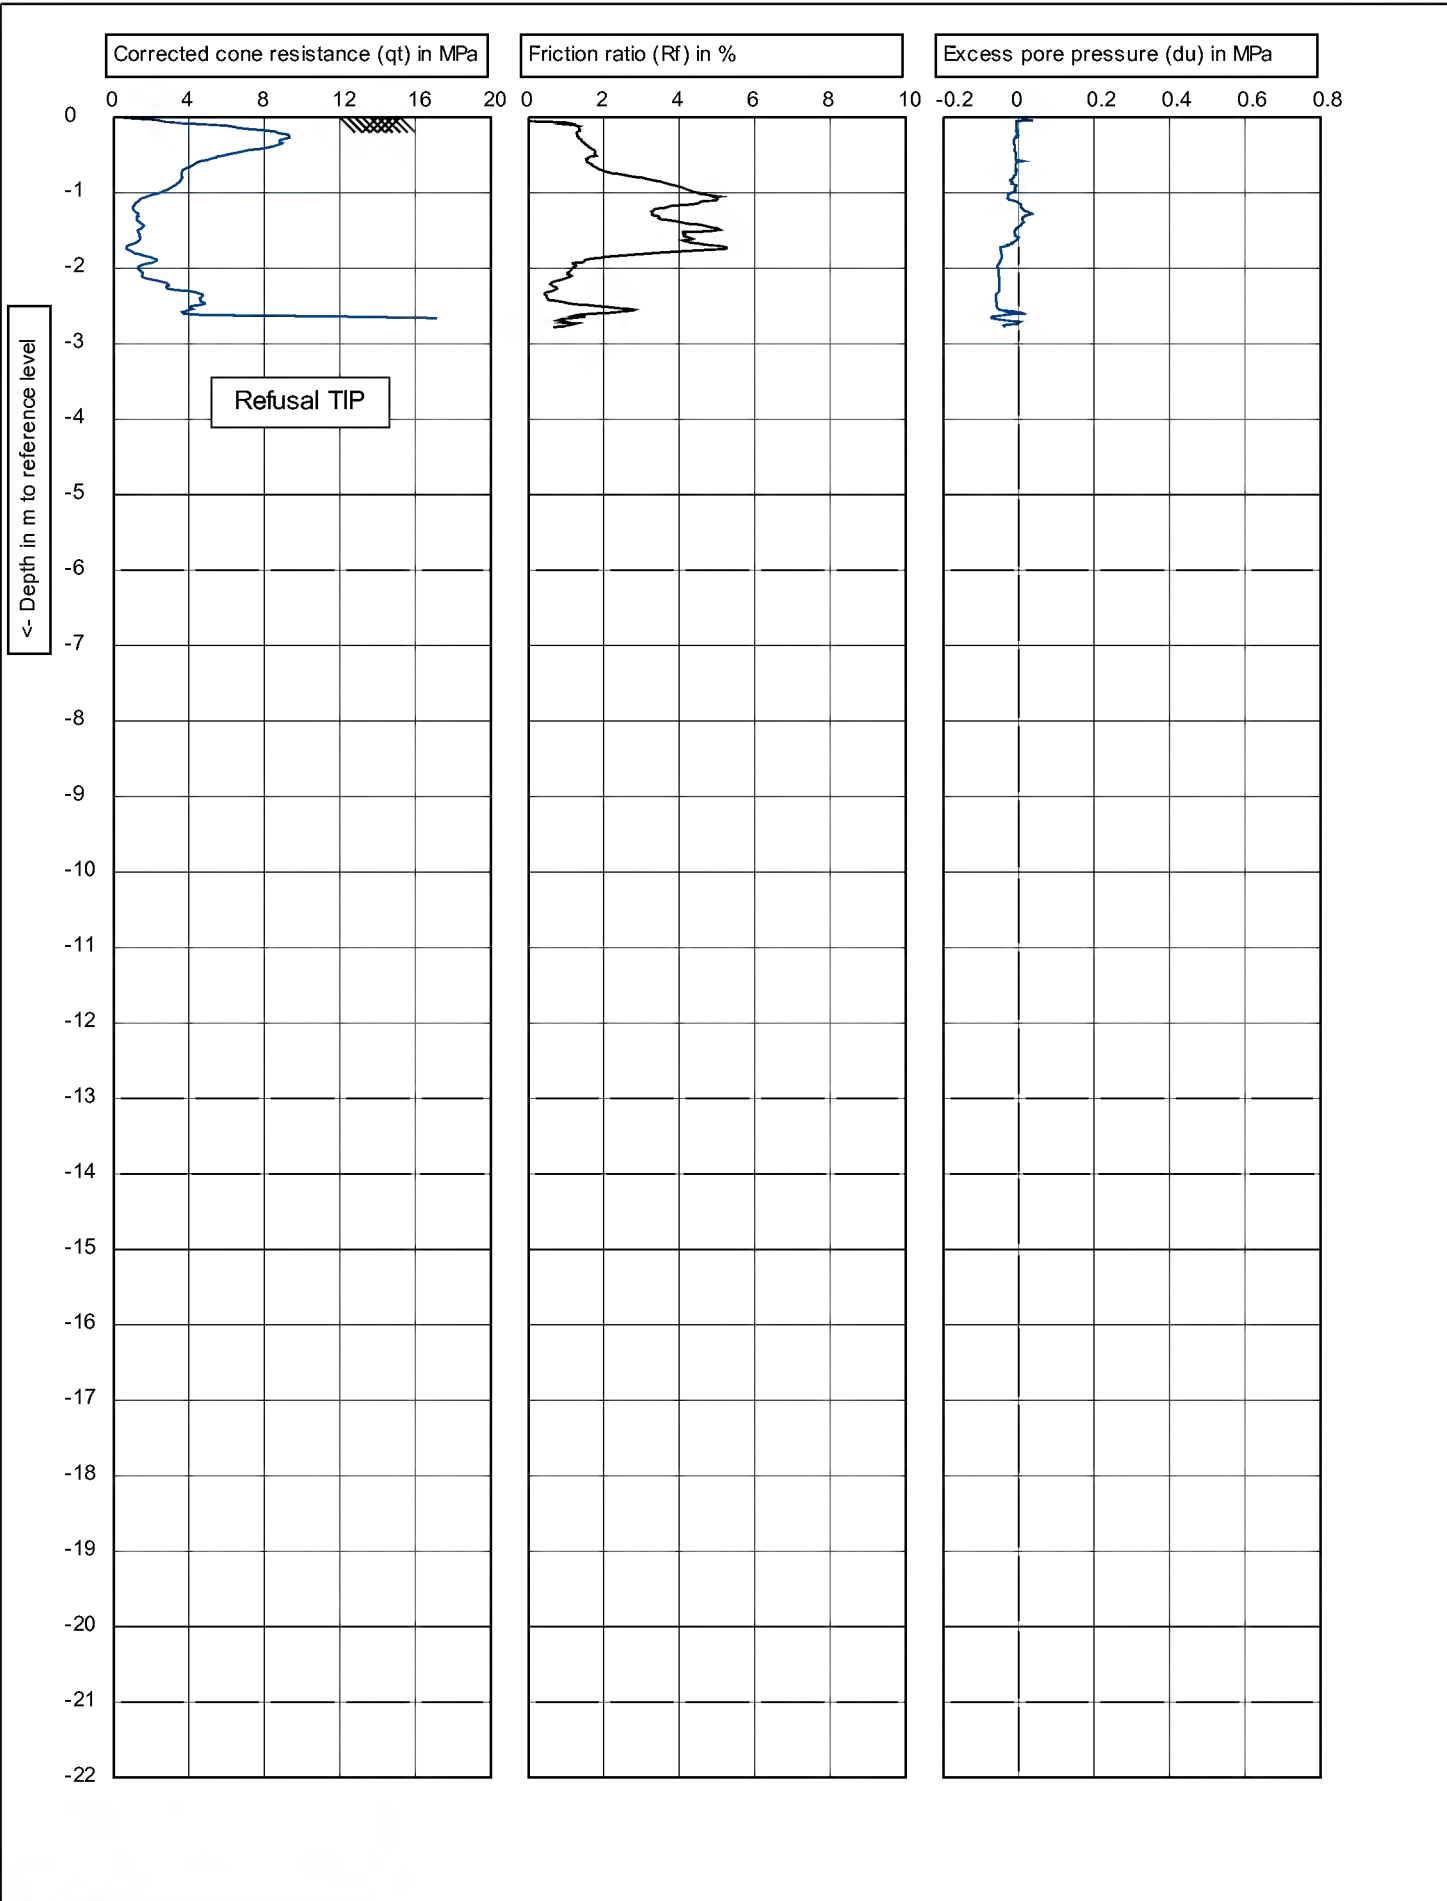 Corrected cone resistance (qt) in MPa
Friction ratio (Rf) in %
Excess pore pressure (du) in MPa
0 4 8 12 16 20
0 2 4 6 8 10
-0.2 0 0.2 0.4 0.6 0.8
0
-1
-2
-3
-4
-5
-6
-7
-8
-9
-10
-11
-12
-13
-14
-15
-16
-17
-18
-19
-20
-21
-22
<- Depth in m to reference level
Refusal TIP